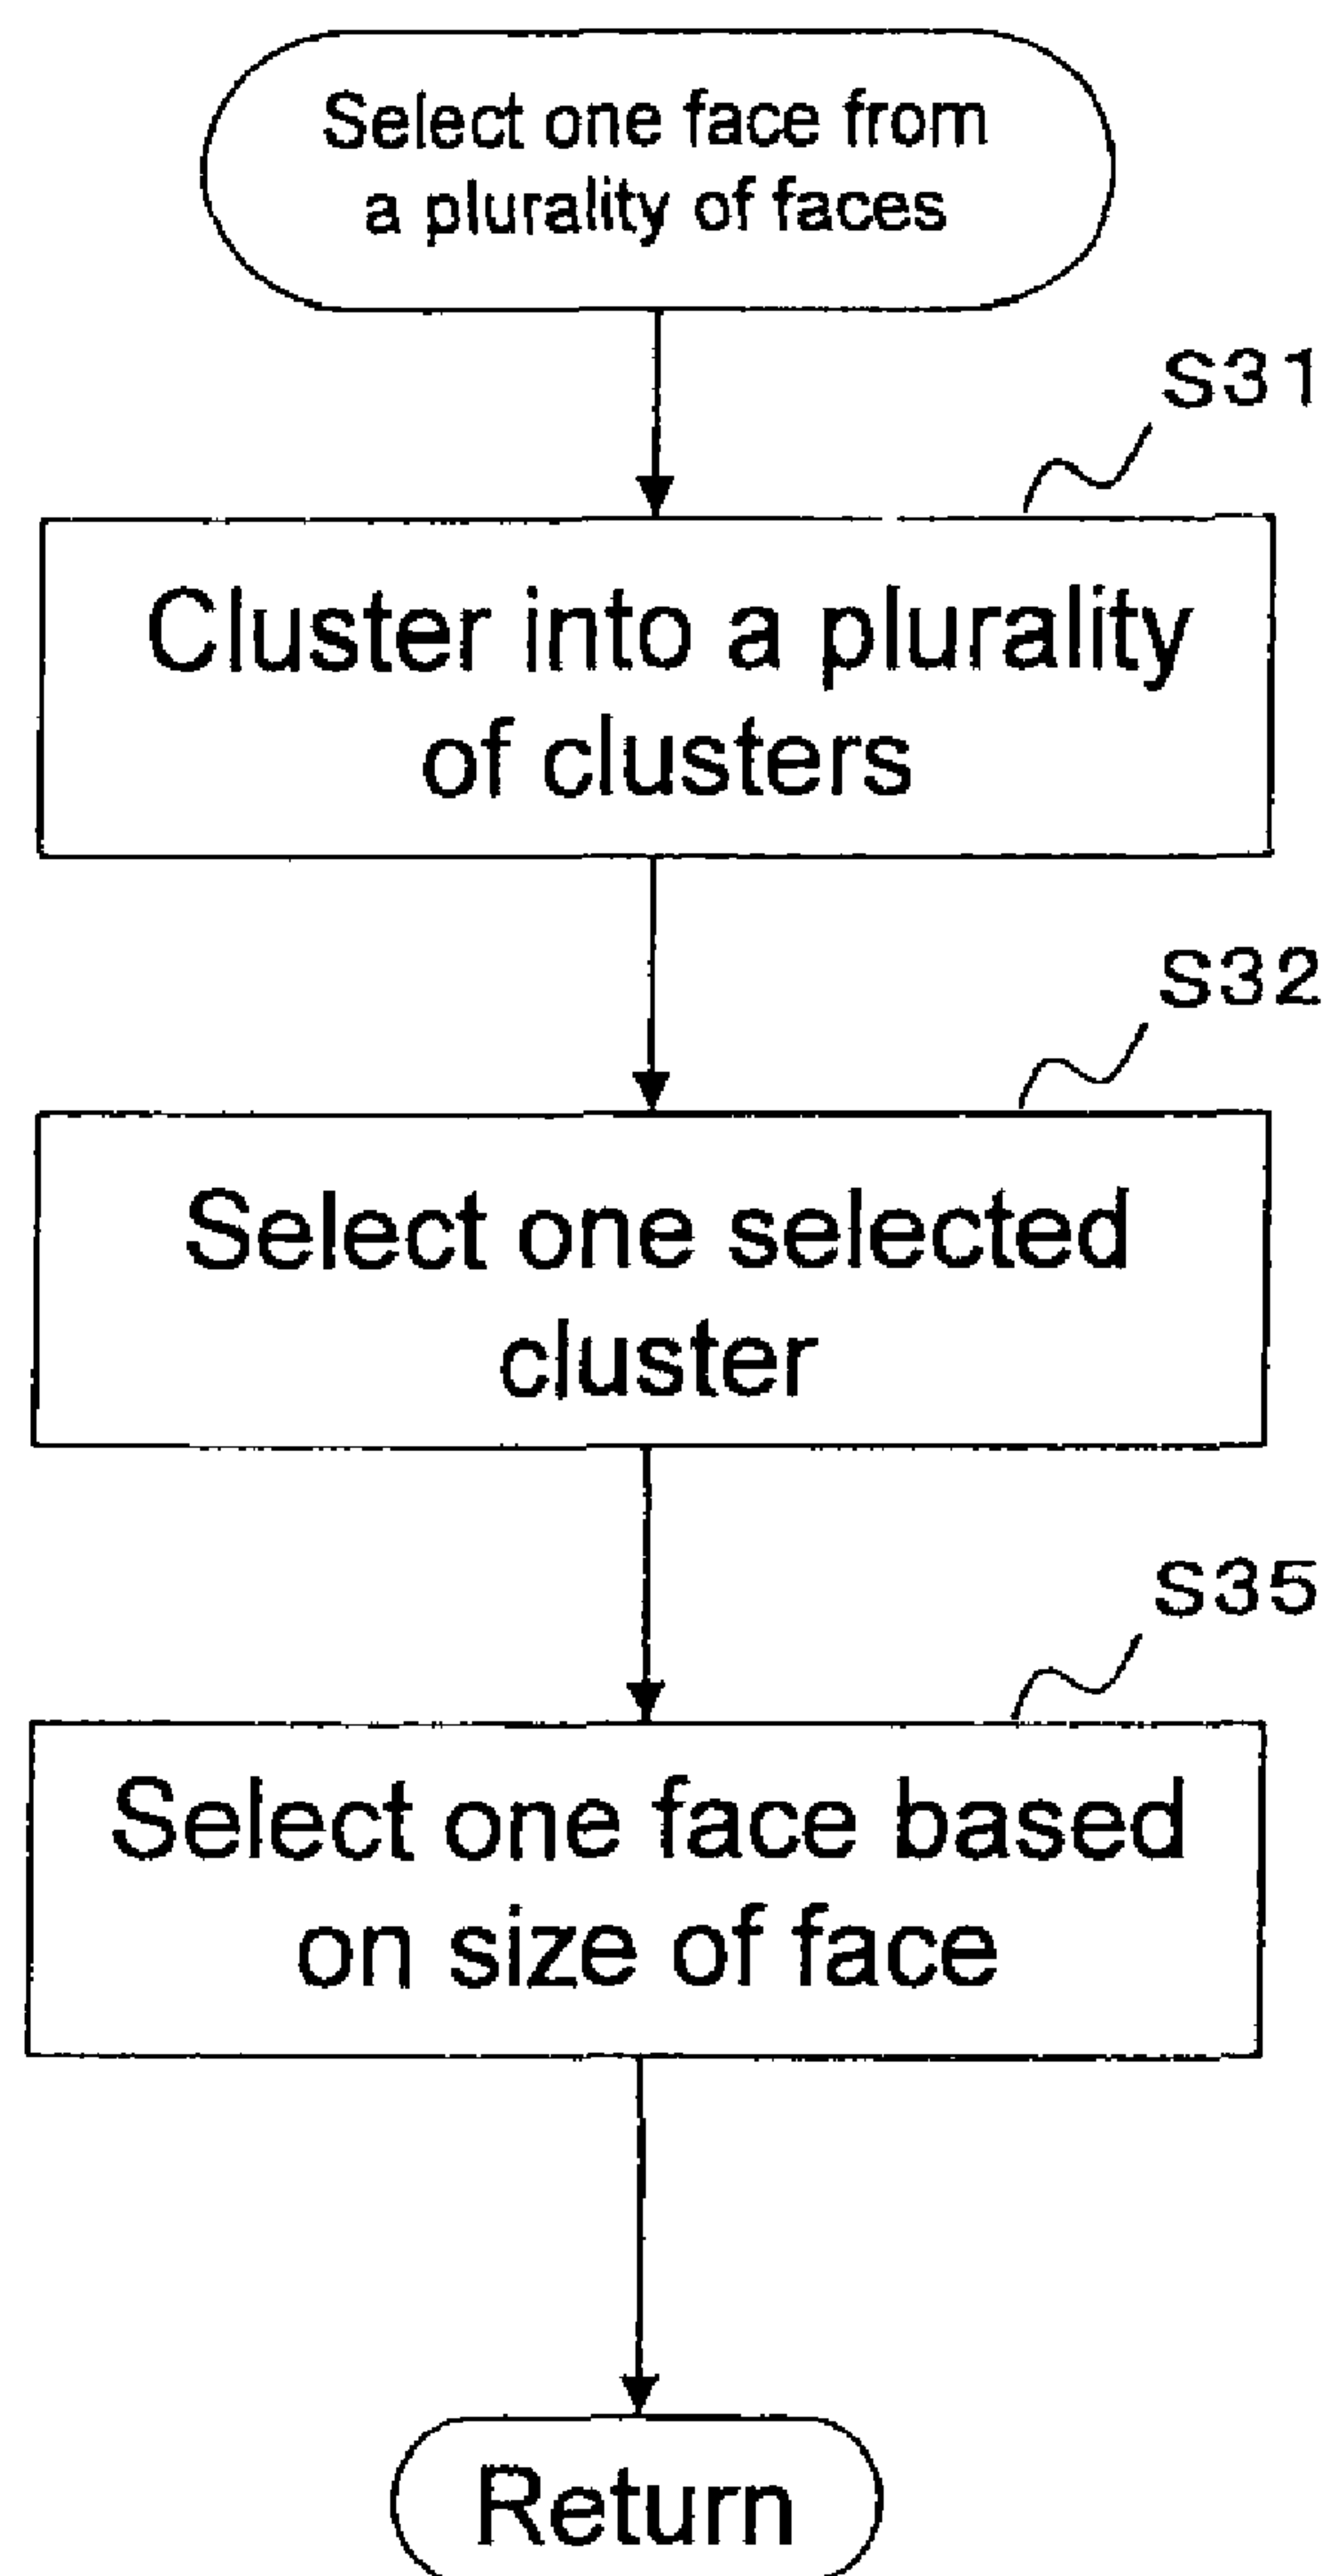 Select one face from
a plurality of faces
S31
Cluster into a plurality
of clusters
S32
Select one selected
cluster
S35
Select one face based
on size of face
Return